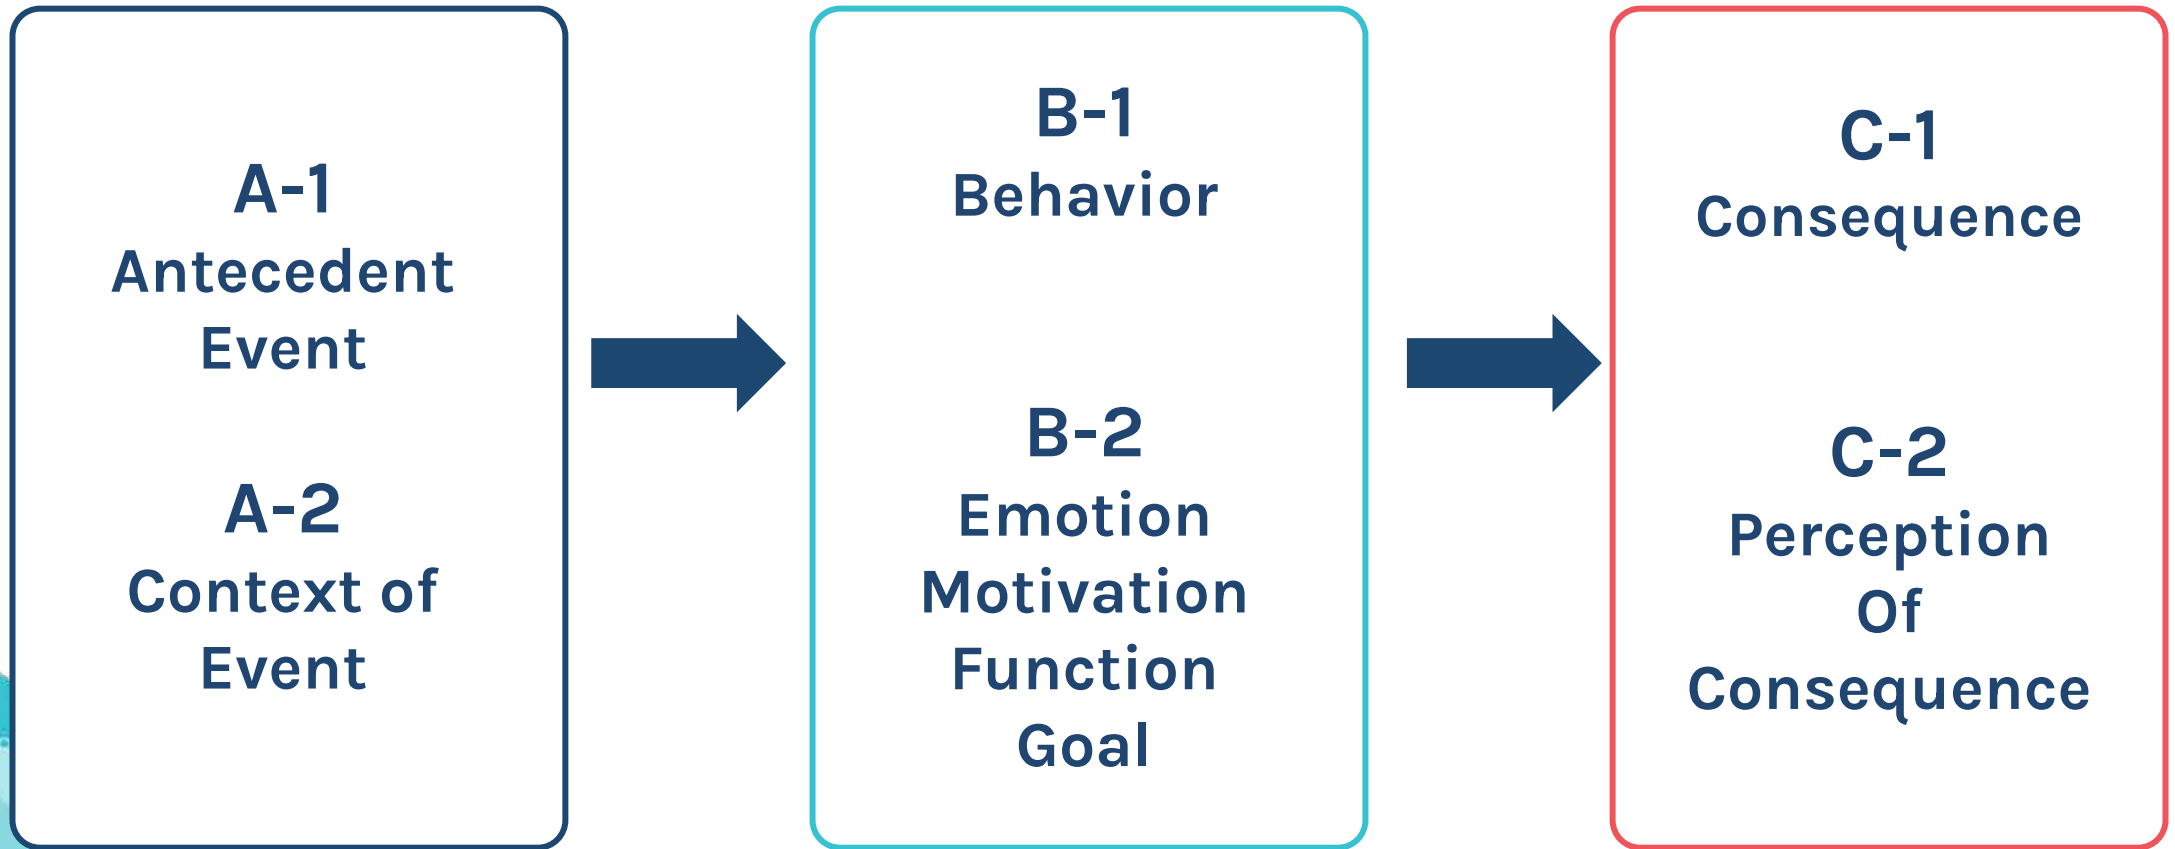 A-1
Antecedent
Event
A-2
Context of
Event
B-1
Behavior
B-2
Emotion
Motivation
Function
Goal
C-1
Consequence
C-2
Perception
Of
Consequence